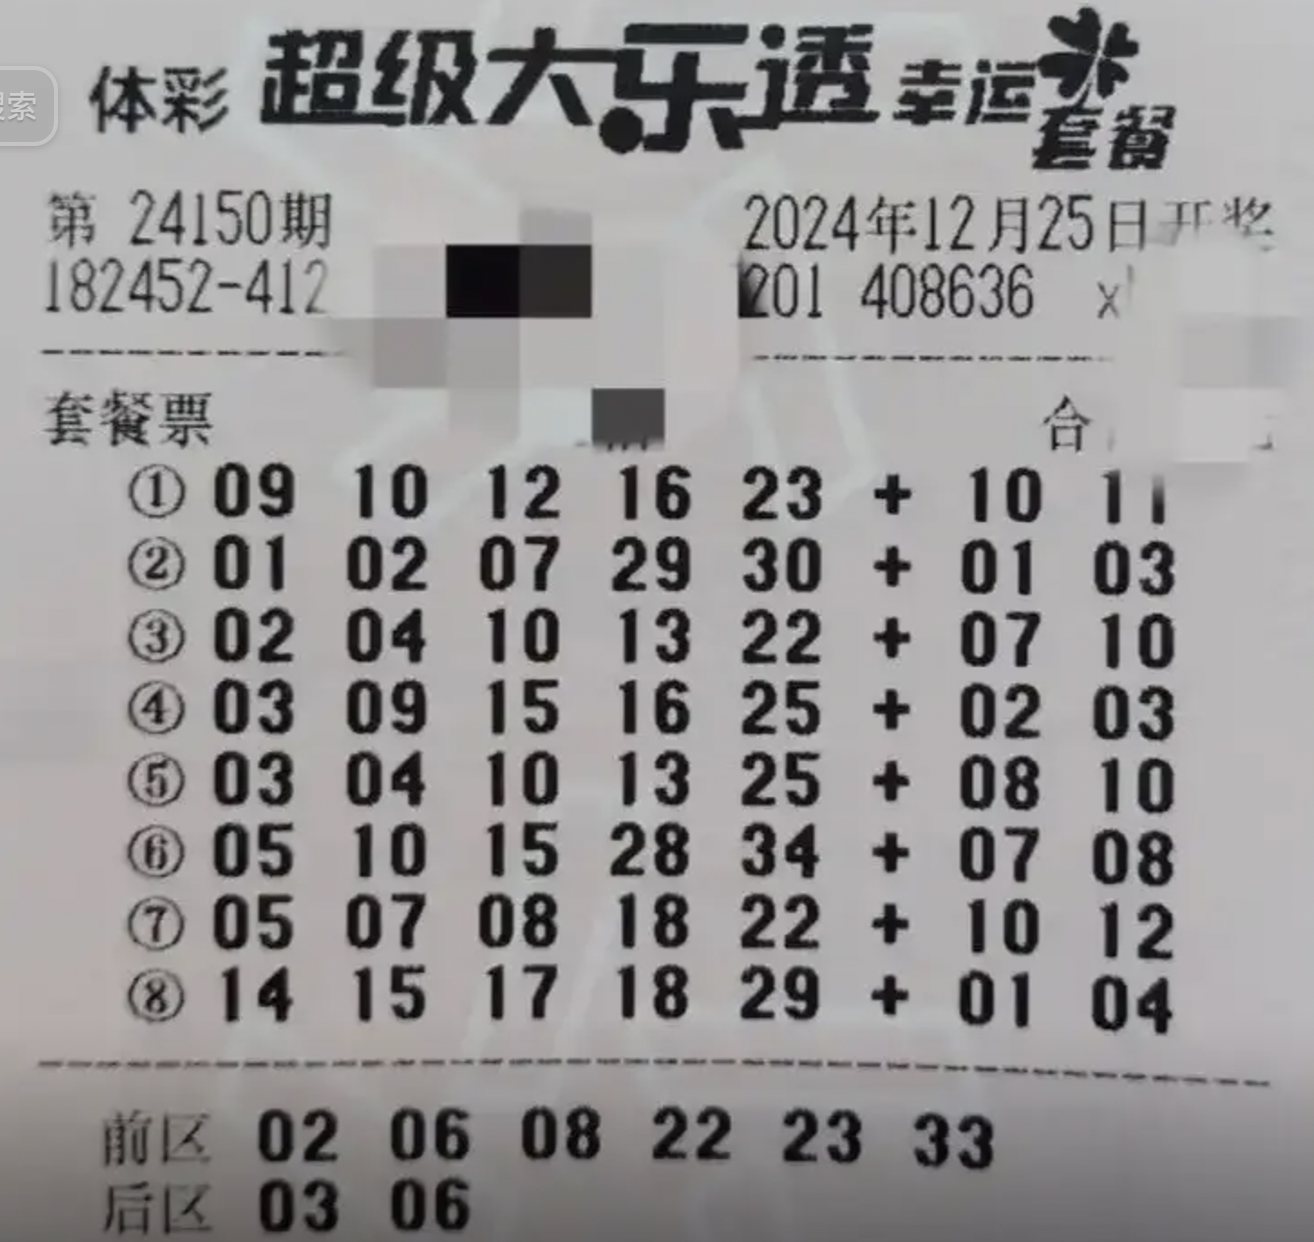 搜索
体彩 超级大乐透 幸运套餐
第 24150期 2024年12月25日开奖
182452-412 201 408636
套餐票 合
① 09 10 12 16 23 + 10 11
② 01 02 07 29 30 + 01 03
③ 02 04 10 13 22 + 07 10
④ 03 09 15 16 25 + 02 03
⑤ 03 04 10 13 25 + 08 10
⑥ 05 10 15 28 34 + 07 08
⑦ 05 07 08 18 22 + 10 12
⑧ 14 15 17 18 29 + 01 04
前区 02 06 08 22 23 33
后区 03 06